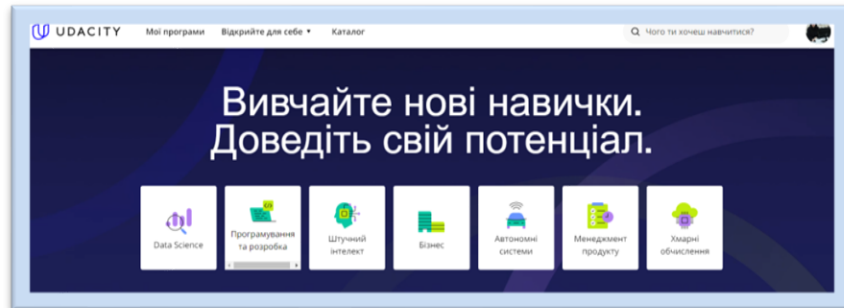 UDACITY Мої програми Відкрийте для себе Каталог Чого ти хочеш навчитися?
Вивчайте нові навички.
Доведіть свій потенціал.
Data Science
Програмування
та розробка
Штучний
інтелект
Бізнес
Автономні
системи
Менеджмент
продукту
Хмарні
обчислення